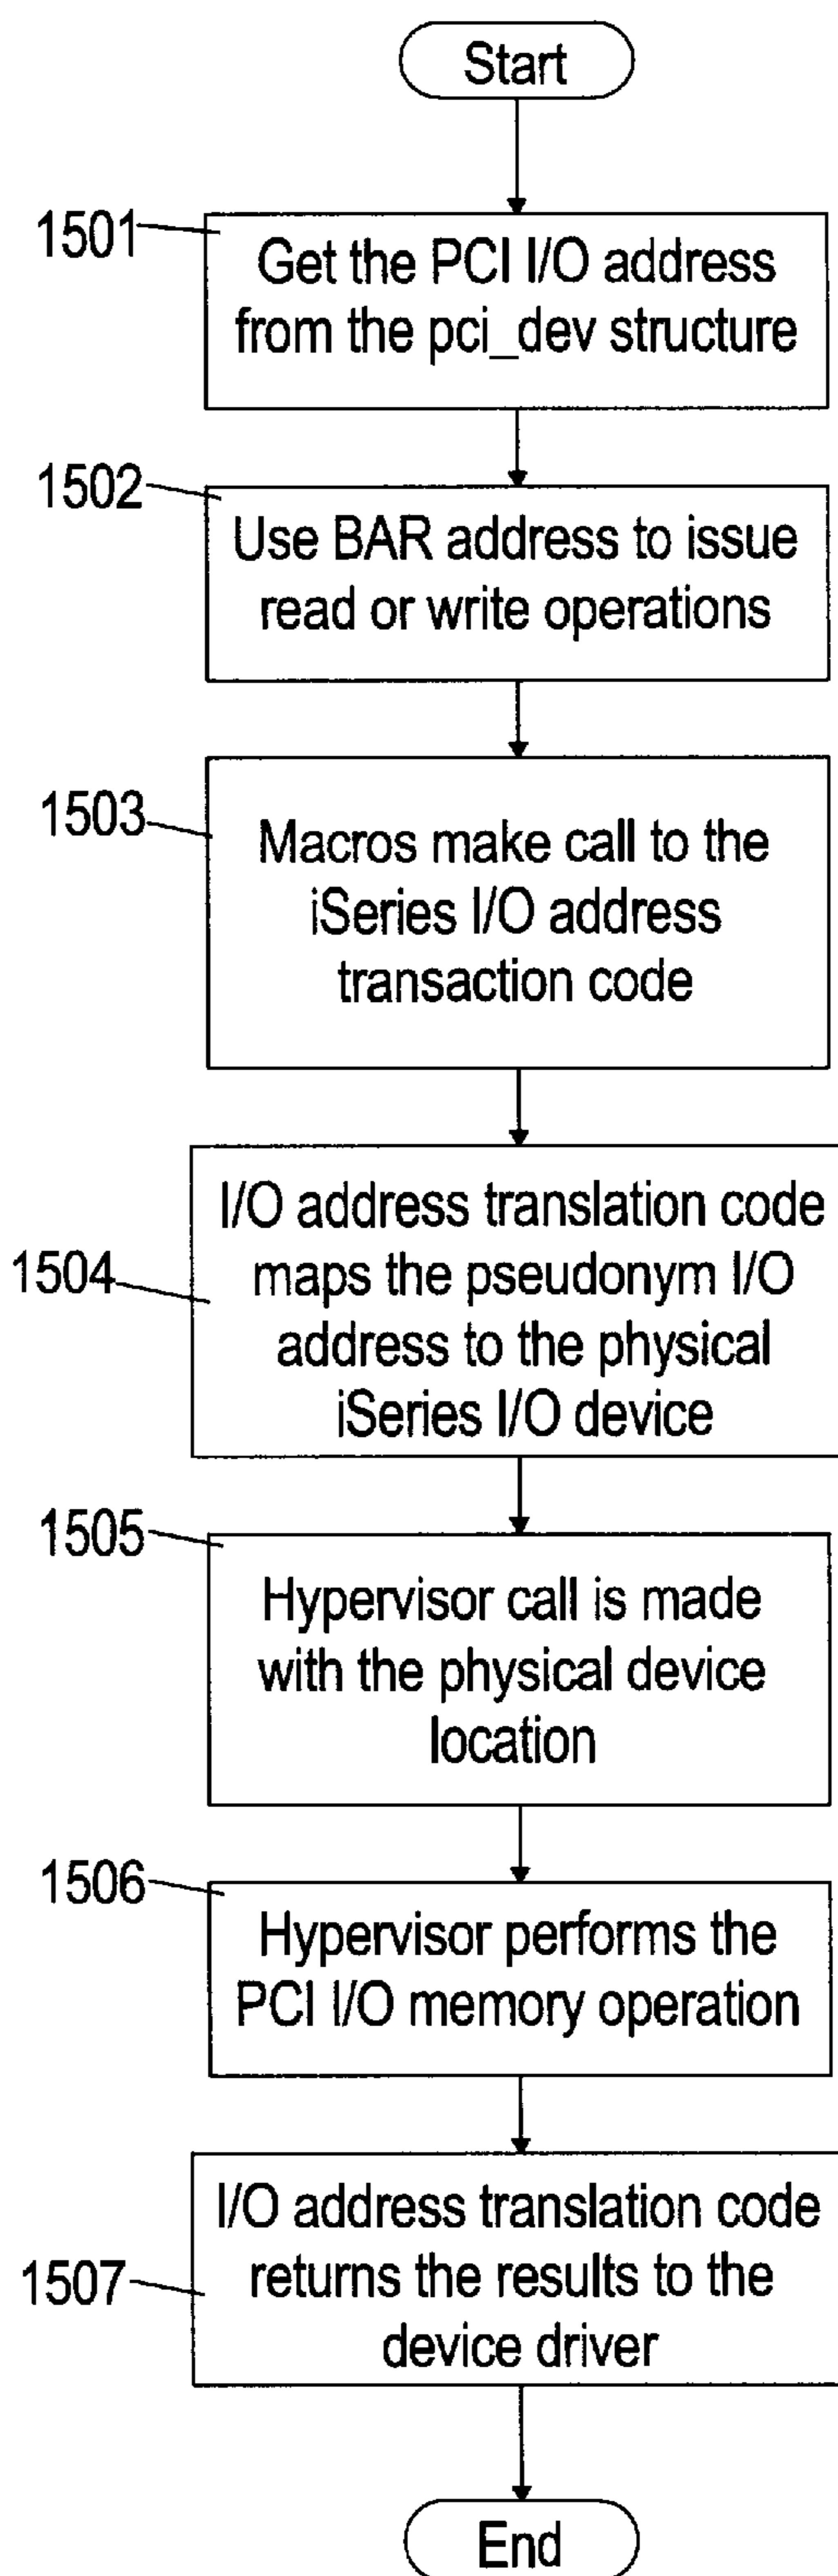 Start
1501
Get the PCI I/O address
from the pci_dev structure
1502
Use BAR address to issue
read or write operations
1503
Macros make call to the
iSeries I/O address
transaction code
1504
I/O address translation code
maps the pseudonym I/O
address to the physical
iSeries I/O device
1505
Hypervisor call is made
with the physical device
location
1506
Hypervisor performs the
PCI I/O memory operation
1507
I/O address translation code
returns the results to the
device driver
End